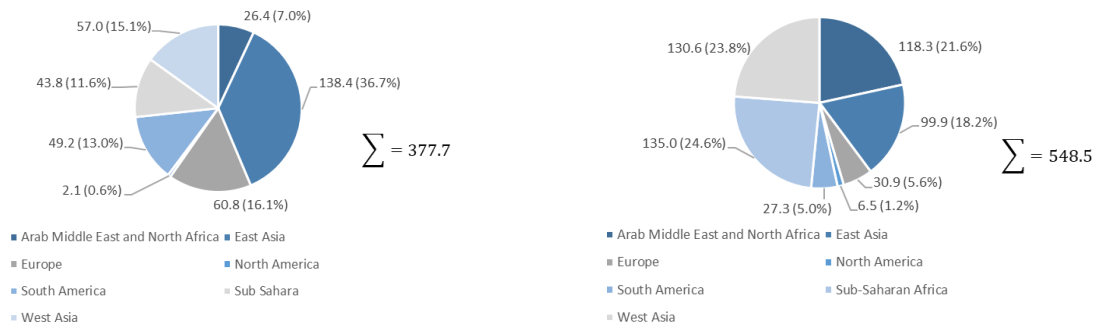 57.0 (15.1%)
26.4 (7.0%)
43.8 (11.6%)
138.4 (36.7%)
49.2 (13.0%)
2.1 (0.6%)
60.8 (16.1%)
∑ = 377.7
Arab Middle East and North Africa
East Asia
Europe
North America
South America
Sub Sahara
West Asia
130.6 (23.8%)
118.3 (21.6%)
135.0 (24.6%)
99.9 (18.2%)
30.9 (5.6%)
27.3 (5.0%)
6.5 (1.2%)
∑ = 548.5
Arab Middle East and North Africa
East Asia
Europe
North America
South America
Sub-Saharan Africa
West Asia